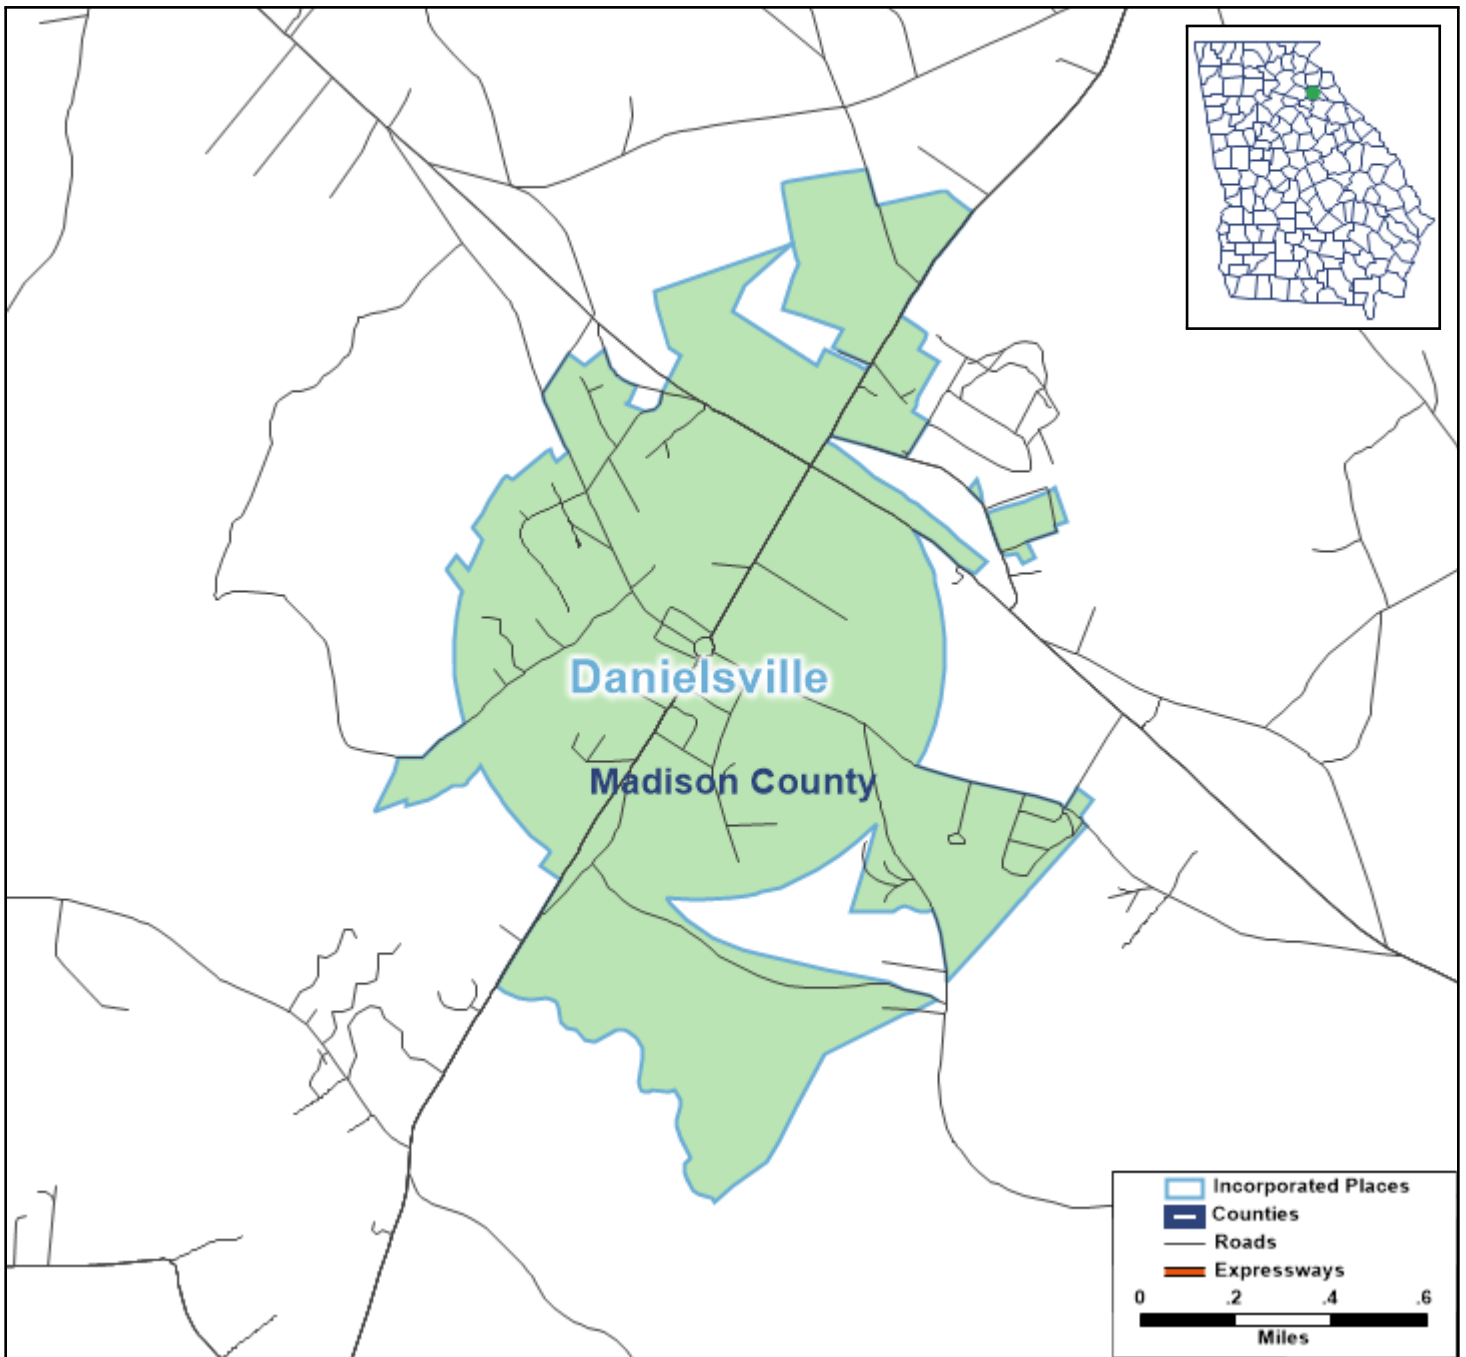 Danielsville
Madison County
Incorporated Places
Counties
Roads
Expressways
0 .2 .4 .6
Miles